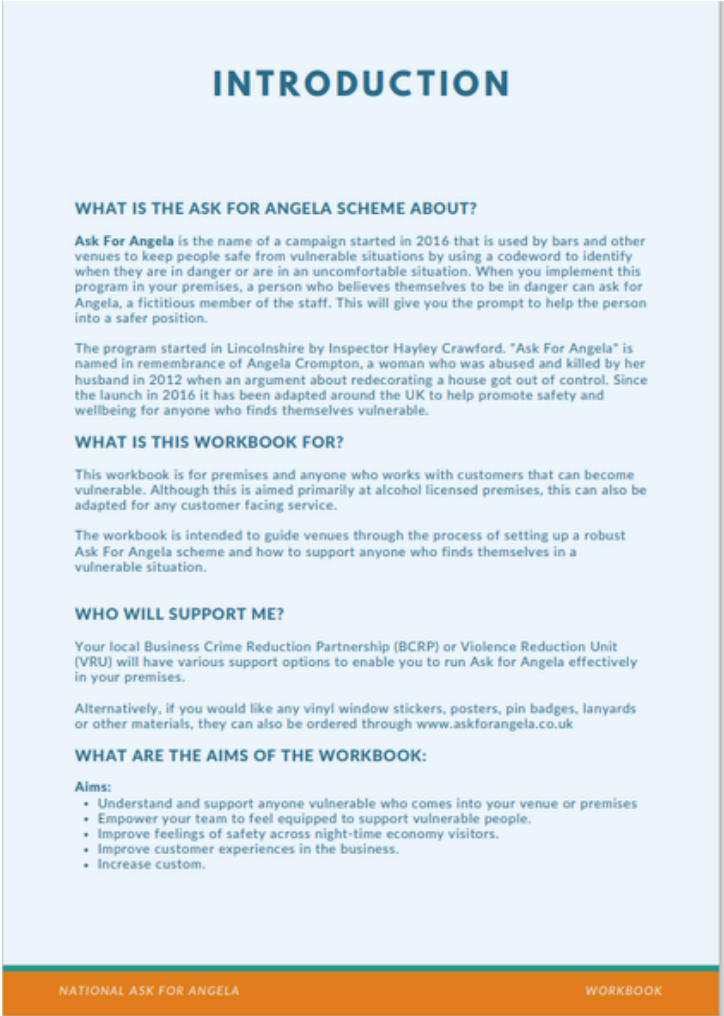 INTRODUCTION
WHAT IS THE ASK FOR ANGELA SCHEME ABOUT?
Ask For Angela is the name of a campaign started in 2016 that is used by bars and other
venues to keep people safe from vulnerable situations by using a codeword to identify
when they are in danger or are in an uncomfortable situation. When you implement this
program in your premises, a person who believes themselves to be in danger can ask for
Angela, a fictitious member of the staff. This will give you the prompt to help the person
into a safer position.
The program started in Lincolnshire by Inspector Hayley Crawford. "Ask For Angela" is
named in remembrance of Angela Crompton, a woman who was abused and killed by her
husband in 2012 when an argument about redecorating a house got out of control. Since
the launch in 2016 it has been adapted around the UK to help promote safety and
wellbeing for anyone who finds themselves vulnerable.
WHAT IS THIS WORKBOOK FOR?
This workbook is for premises and anyone who works with customers that can become
vulnerable. Although this is aimed primarily at alcohol licensed premises, this can also be
adapted for any customer facing service.
The workbook is intended to guide venues through the process of setting up a robust
Ask For Angela scheme and how to support anyone who finds themselves in a
vulnerable situation.
WHO WILL SUPPORT ME?
Your local Business Crime Reduction Partnership (BCRP) or Violence Reduction Unit
(VRU) will have various support options to enable you to run Ask for Angela effectively
in your premises.
Alternatively, if you would like any vinyl window stickers, posters, pin badges, lanyards
or other materials, they can also be ordered through www.askforangela.co.uk
WHAT ARE THE AIMS OF THE WORKBOOK:
Aims:
• Understand and support anyone vulnerable who comes into your venue or premises
• Empower your team to feel equipped to support vulnerable people.
• Improve feelings of safety across night-time economy visitors.
• Improve customer experiences in the business.
• Increase custom.
NATIONAL ASK FOR ANGELA WORKBOOK